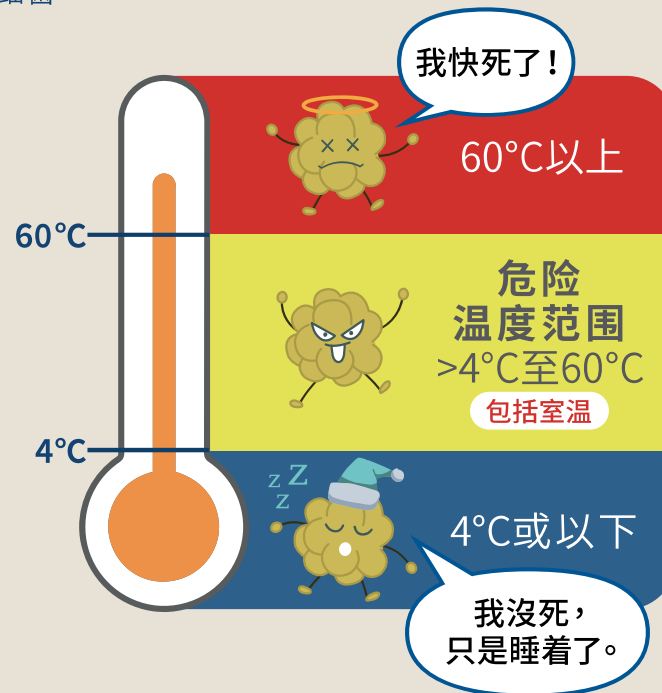 我快死了！
60°C以上
60°C
危险
温度范围
>4°C至60°C
包括室温
4°C
z Z
z
4°C或以下
我沒死，
只是睡着了。